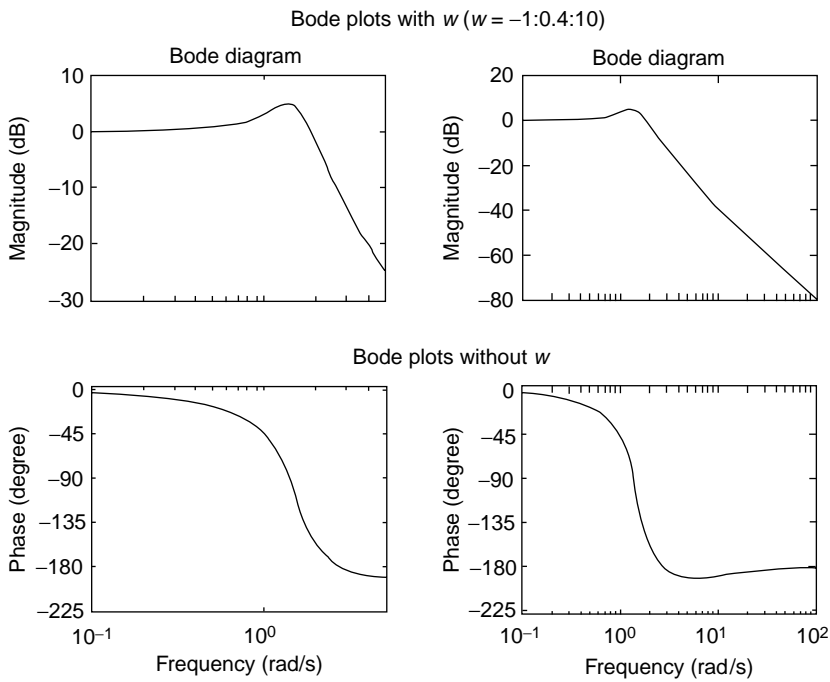 Bode plots with w (w = –1:0.4:10)
Bode diagram
Magnitude (dB)
10
0
–10
–20
–30
Bode diagram
Magnitude (dB)
20
0
–20
–40
–60
–80
Bode plots without w
Phase (degree)
0
–45
–90
–135
–180
–225
10⁻¹ 10⁰
Frequency (rad/s)
Phase (degree)
0
–45
–90
–135
–180
–225
10⁻¹ 10⁰ 10¹ 10²
Frequency (rad/s)